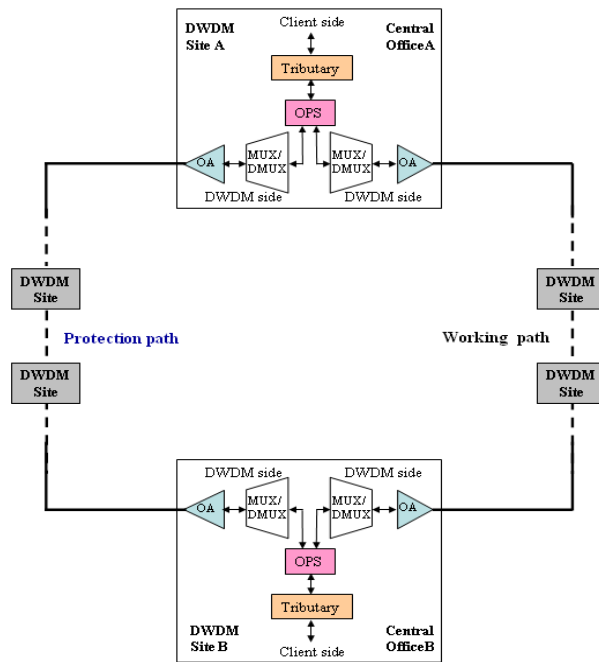 DWDM Site A
Client side
Central OfficeA
Tributary
OPS
OA
MUX/
DMUX
MUX/
DMUX
OA
DWDM side
DWDM side
DWDM
Site
DWDM
Site
Protection path
Working path
DWDM
Site
DWDM
Site
DWDM side
DWDM side
OA
MUX/
DMUX
MUX/
DMUX
OA
OPS
Tributary
DWDM
Site B
Client side
Central
OfficeB